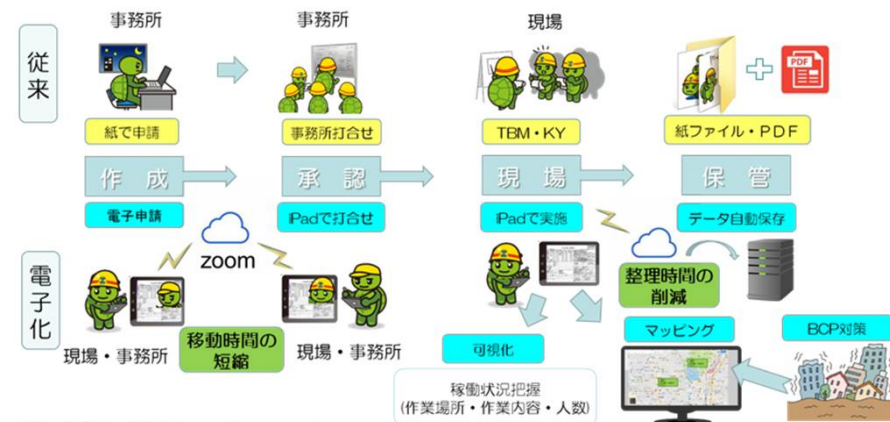 事務所
事務所
現場
従来
PDF
紙で申請
事務所打合せ
TBM・KY
紙ファイル・PDF
作成
承認
現場
保管
電子申請
iPadで打合せ
iPadで実施
データ自動保存
zoom
電子化
整理時間の
削減
移動時間の
短縮
現場・事務所
現場・事務所
可視化
マッピング
BCP対策
稼働状況把握
(作業場所・作業内容・人数)